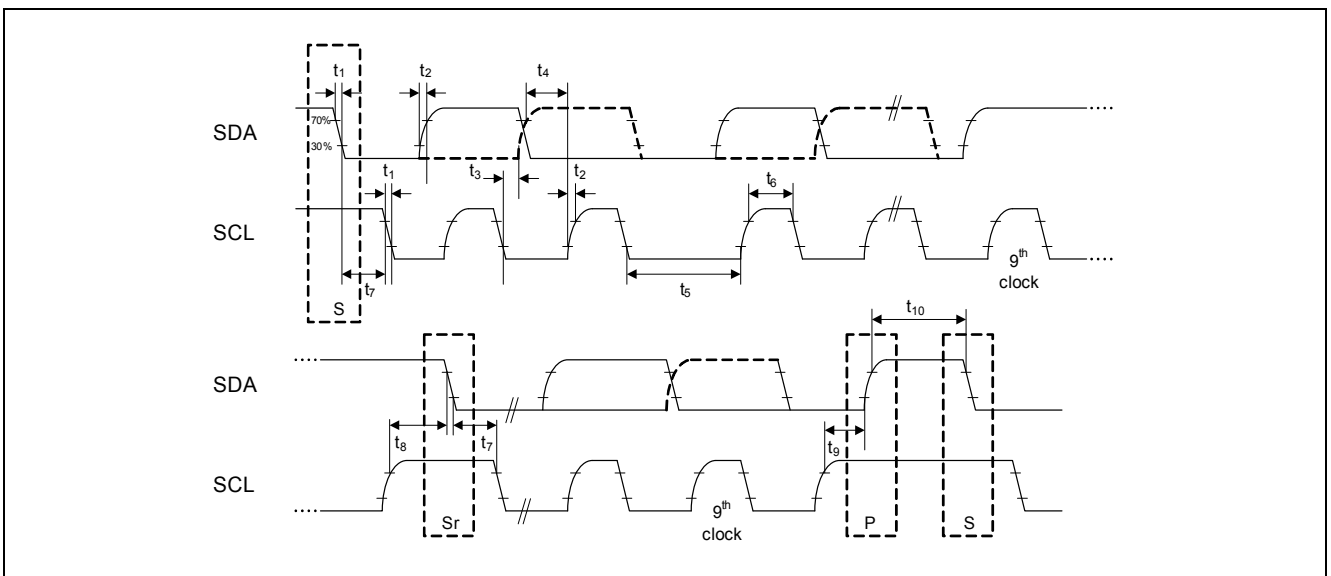 t1 t2 t4
SDA
70%
30%
t3
t1 t2 t6
SCL
t7 t5
9th
clock
S
t10
SDA
t8 t7 t9
SCL
9th
clock
Sr P S